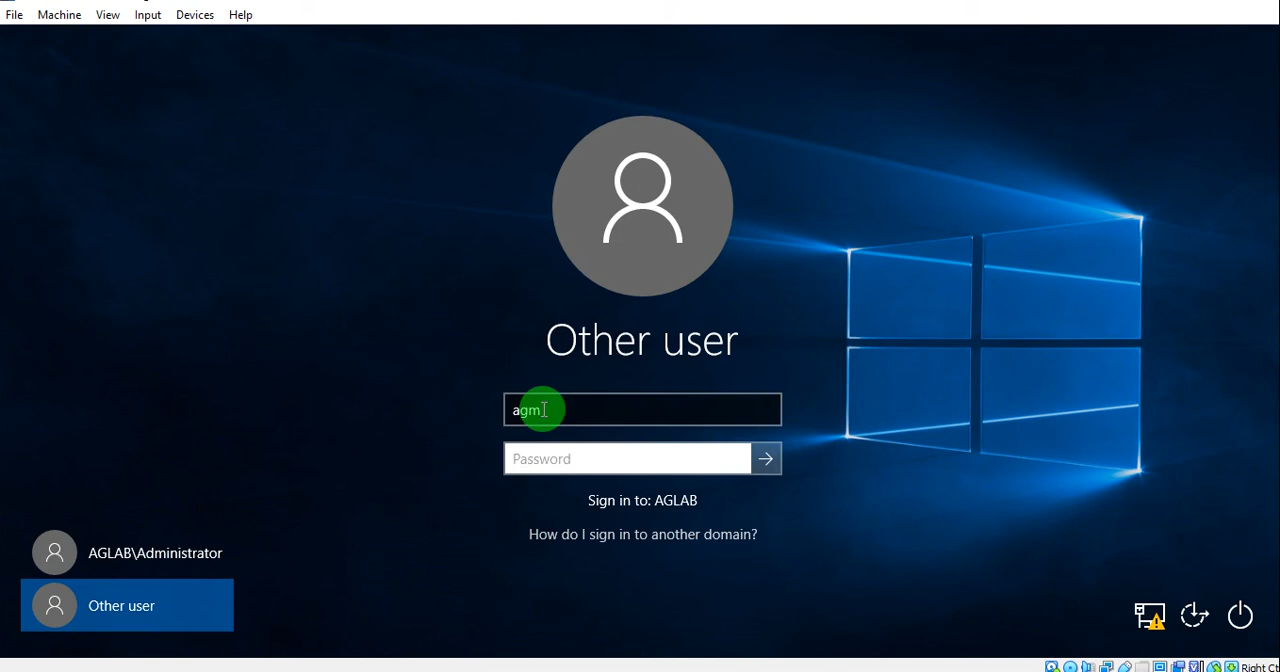 File Machine View Input Devices Help
Other user
agm
Password
Sign in to: AGLAB
How do I sign in to another domain?
AGLAB\Administrator
Other user
Right Ct